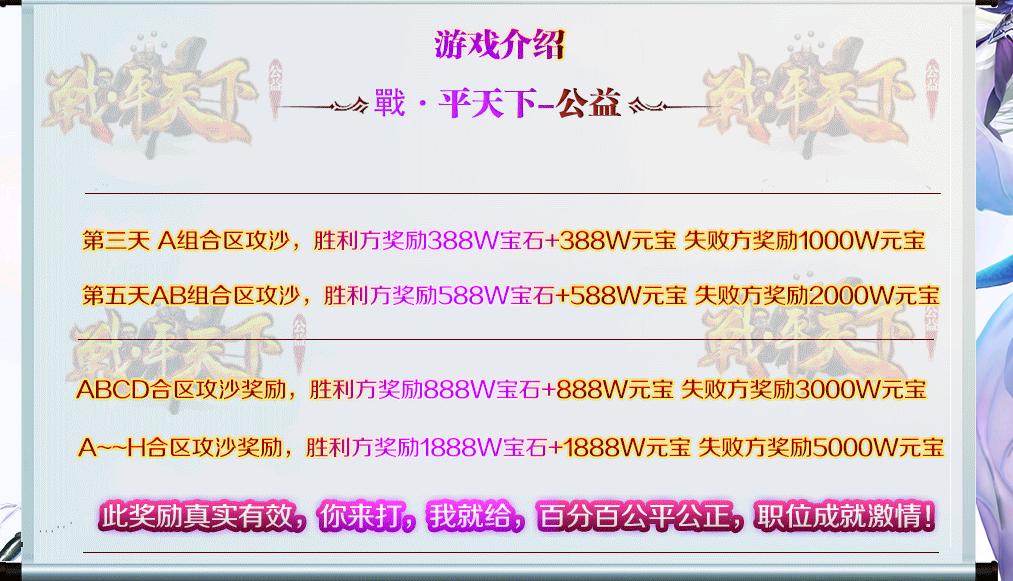 游戏介绍
戰·平天下-公益
戰·平天下 公益
戰·平天下 公益
第三天 A组合区攻沙，胜利方奖励388W宝石+388W元宝 失败方奖励1000W元宝
第五天AB组合区攻沙，胜利方奖励588W宝石+588W元宝 失败方奖励2000W元宝
戰·平天下 公益
戰·平天下 公益
ABCD合区攻沙奖励，胜利方奖励888W宝石+888W元宝 失败方奖励3000W元宝
A~~H合区攻沙奖励，胜利方奖励1888W宝石+1888W元宝 失败方奖励5000W元宝
此奖励真实有效，你来打，我就给，百分百公平公正，职位成就激情！